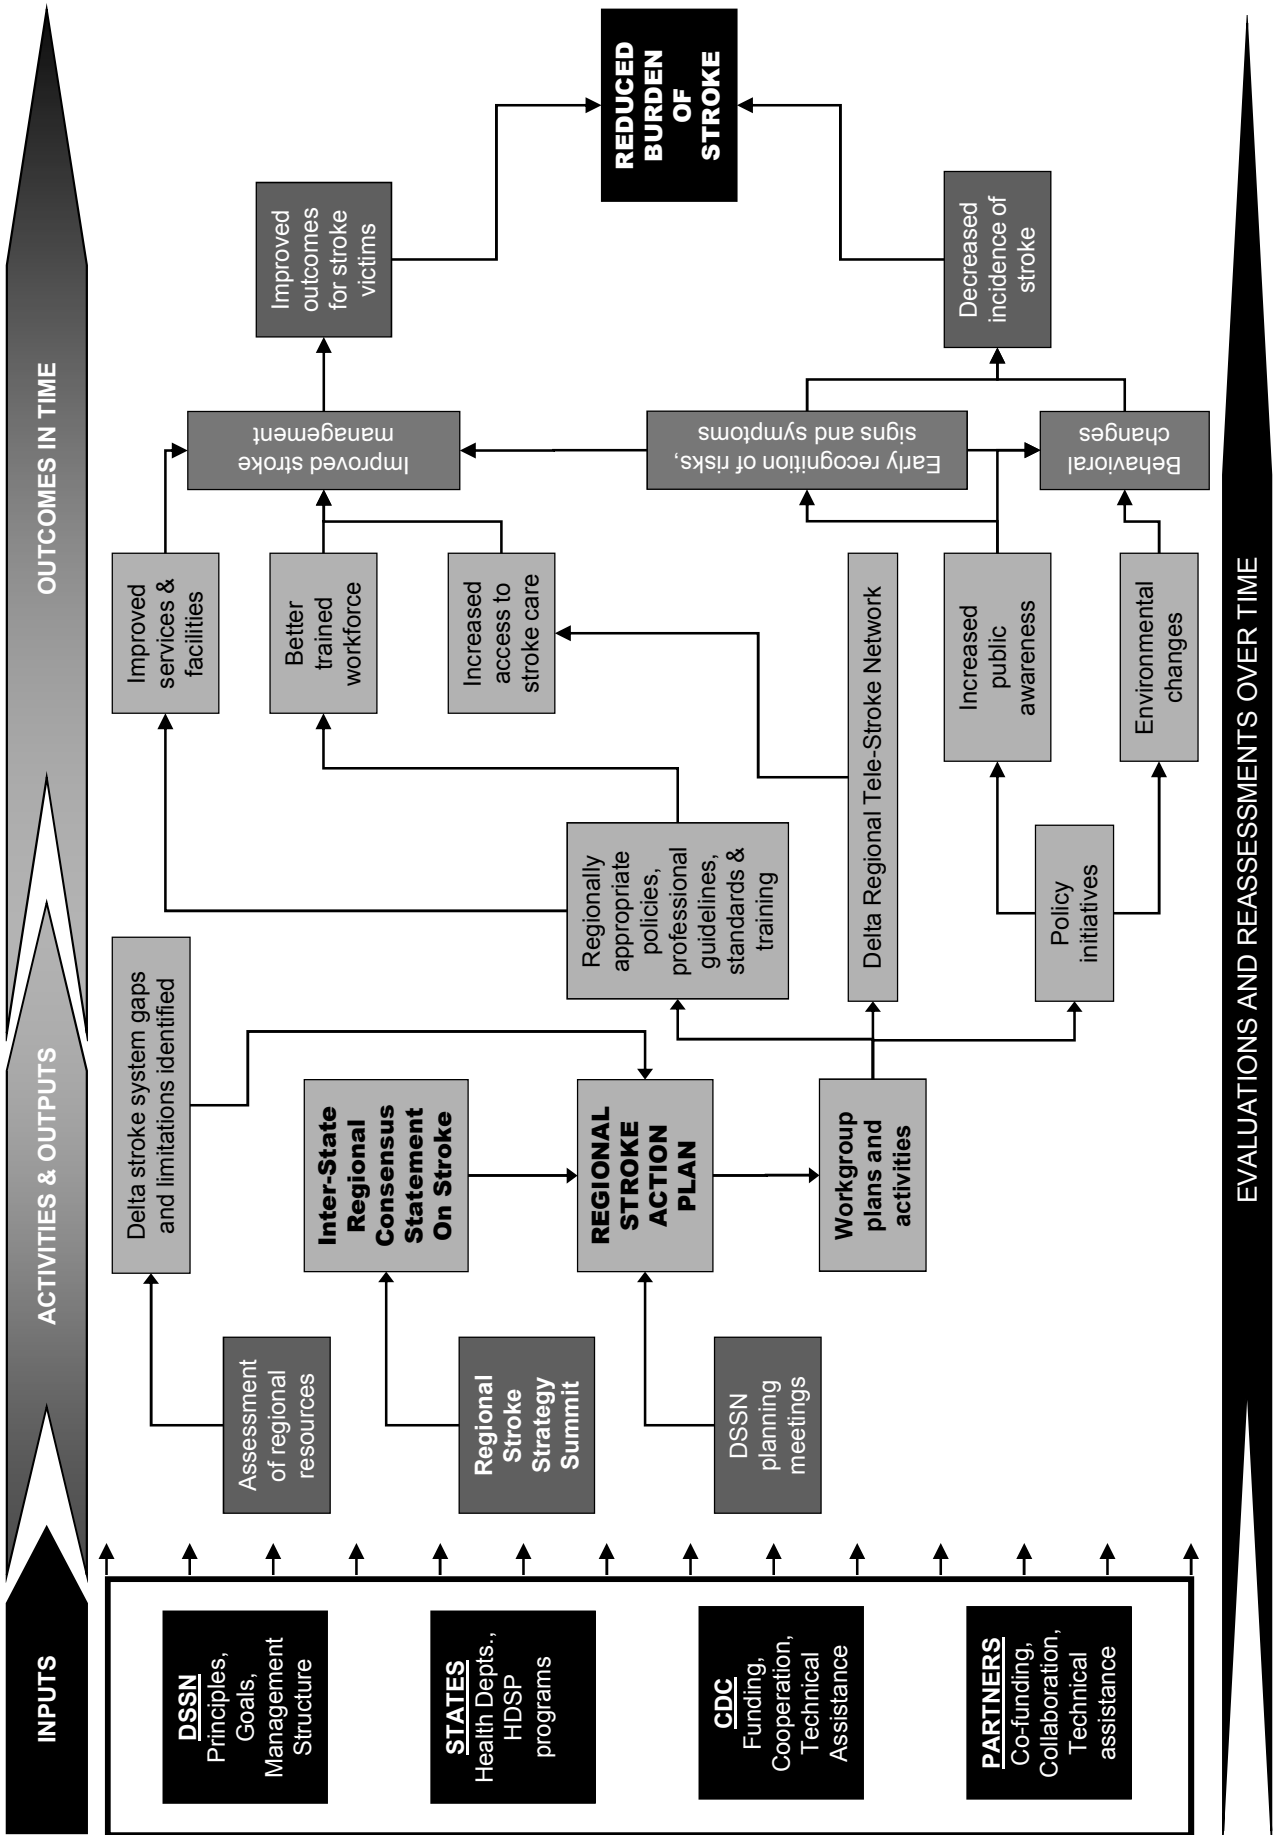 INPUTS
ACTIVITIES & OUTPUTS
OUTCOMES IN TIME
DSSN
Principles,
Goals,
Management
Structure
STATES
Health Depts.,
HDSP
programs
CDC
Funding,
Cooperation,
Technical
Assistance
PARTNERS
Co-funding,
Collaboration,
Technical
assistance
Assessment
of regional
resources
Regional
Stroke
Strategy
Summit
DSSN
planning
meetings
Delta stroke system gaps
and limitations identified
Inter-State
Regional
Consensus
Statement
On Stroke
REGIONAL
STROKE
ACTION
PLAN
Workgroup
plans and
activities
Regionally
appropriate
policies,
professional
guidelines,
standards &
training
Delta Regional Tele-Stroke Network
Policy
initiatives
Improved
services &
facilities
Better
trained
workforce
Increased
access to
stroke care
Increased
public
awareness
Environmental
changes
Improved stroke
management
Early recognition of risks,
signs and symptoms
Behavioral
changes
Improved
outcomes
for stroke
victims
Decreased
incidence of
stroke
REDUCED
BURDEN
OF
STROKE
EVALUATIONS AND REASSESSMENTS OVER TIME